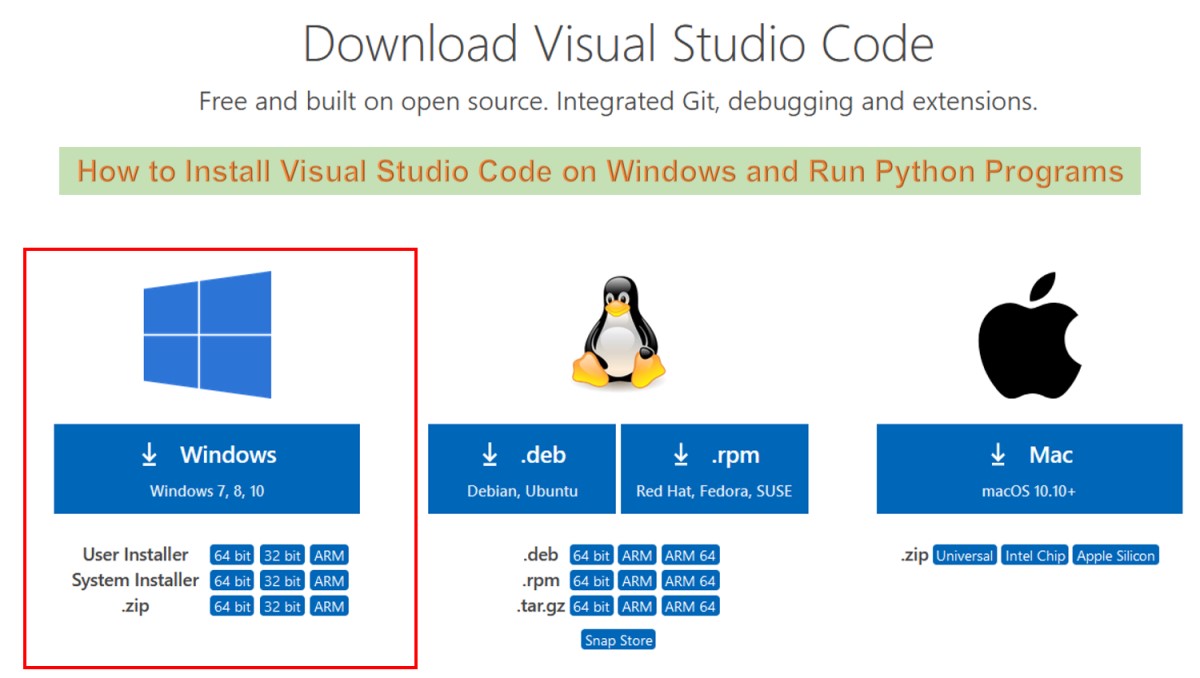 Download Visual Studio Code
Free and built on open source. Integrated Git, debugging and extensions.
How to Install Visual Studio Code on Windows and Run Python Programs
Windows
Windows 7, 8, 10
User Installer 64 bit 32 bit ARM
System Installer 64 bit 32 bit ARM
.zip 64 bit 32 bit ARM
.deb
Debian, Ubuntu
.rpm
Red Hat, Fedora, SUSE
.deb 64 bit ARM ARM 64
.rpm 64 bit ARM ARM 64
.tar.gz 64 bit ARM ARM 64
Snap Store
Mac
macOS 10.10+
.zip Universal Intel Chip Apple Silicon